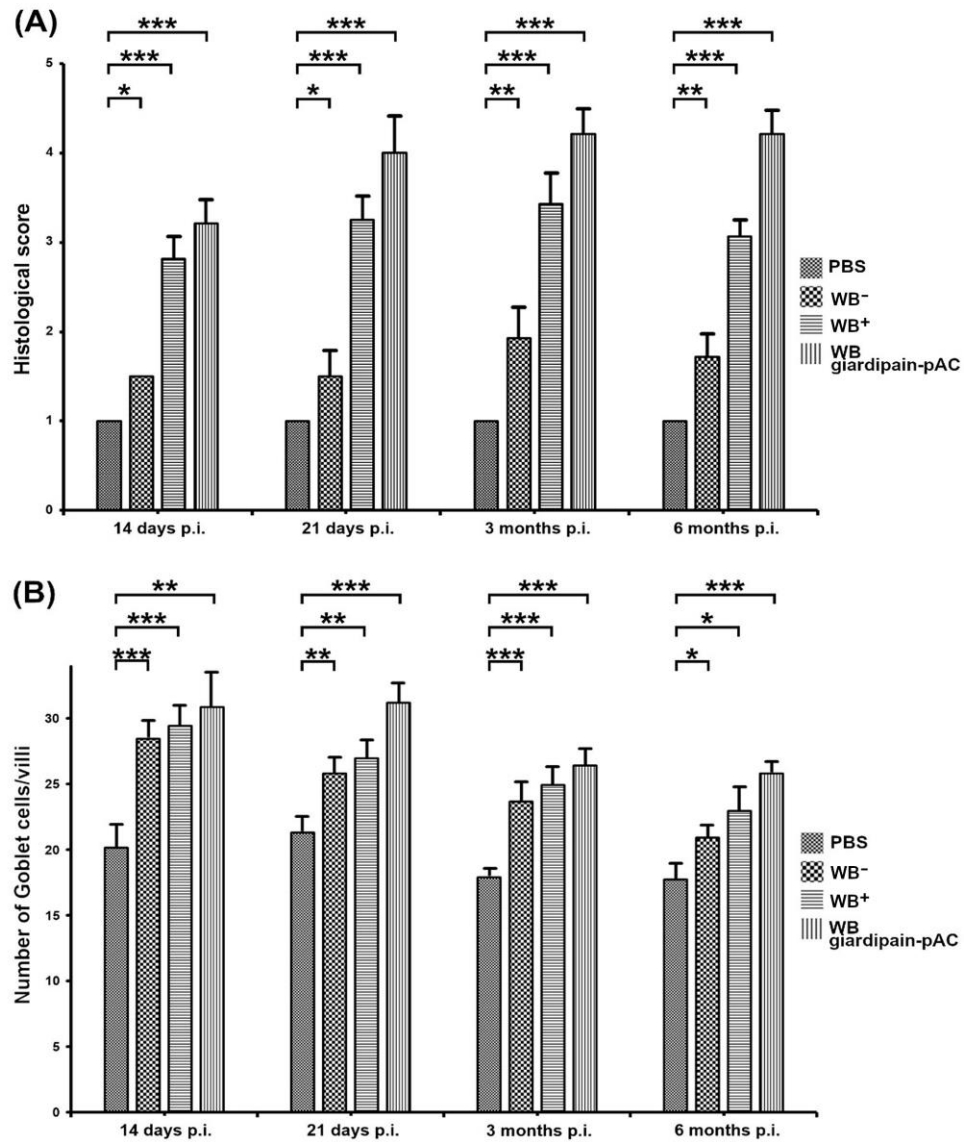 (A)
*** *** *** ***
*** *** *** ***
* * ** **
5
4
3
2
1
0
Histological score
PBS
WB⁻
WB⁺
WB
giardipain-pAC
14 days p.i. 21 days p.i. 3 months p.i. 6 months p.i.
(B)
** *** *** ***
*** ** *** *
*** ** *** *
30
25
20
15
10
5
0
Number of Goblet cells/villi
PBS
WB⁻
WB⁺
WB
giardipain-pAC
14 days p.i. 21 days p.i. 3 months p.i. 6 months p.i.